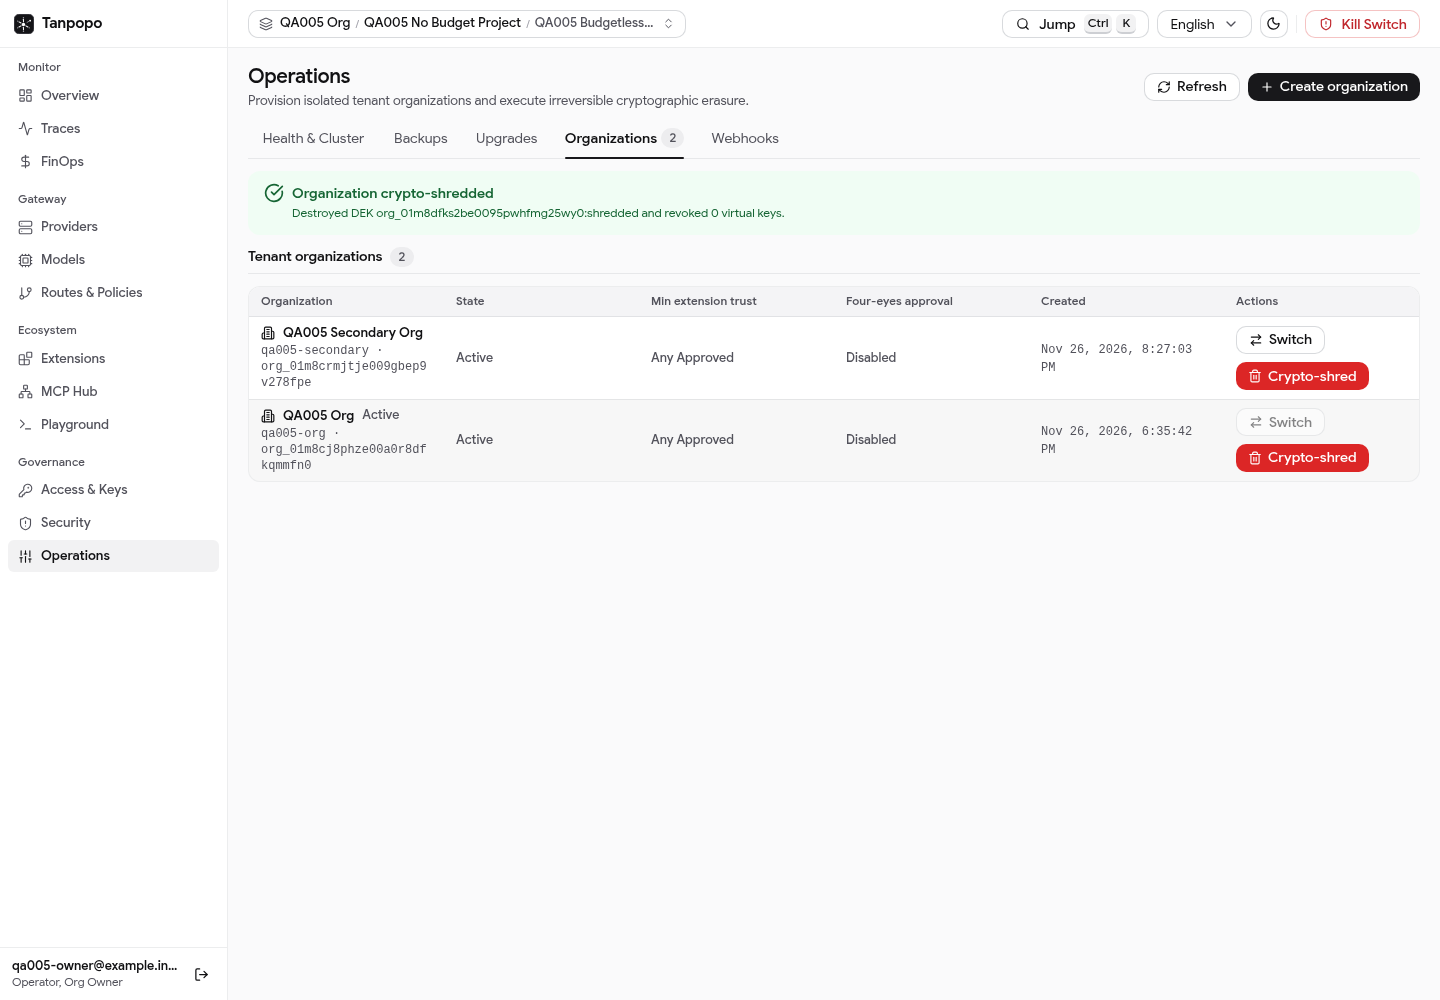 Tanpopo
QA005 Org / QA005 No Budget Project / QA005 Budgetless...
Jump Ctrl K
English
Kill Switch
Monitor
Overview
Traces
FinOps
Gateway
Providers
Models
Routes & Policies
Ecosystem
Extensions
MCP Hub
Playground
Governance
Access & Keys
Security
Operations
qa005-owner@example.in...
Operator, Org Owner
Operations
Provision isolated tenant organizations and execute irreversible cryptographic erasure.
Refresh
Create organization
Health & Cluster Backups Upgrades Organizations 2 Webhooks
Organization crypto-shredded
Destroyed DEK org_01m8dfks2be0095pwhfmg25wy0:shredded and revoked 0 virtual keys.
Tenant organizations 2
Organization State Min extension trust Four-eyes approval Created Actions
QA005 Secondary Org
qa005-secondary ·
org_01m8crmjtje009gbep9
v278fpe
Active
Any Approved
Disabled
Nov 26, 2026, 8:27:03
PM
Switch
Crypto-shred
QA005 Org Active
qa005-org ·
org_01m8cj8phze00a0r8df
kqmmfn0
Active
Any Approved
Disabled
Nov 26, 2026, 6:35:42
PM
Switch
Crypto-shred